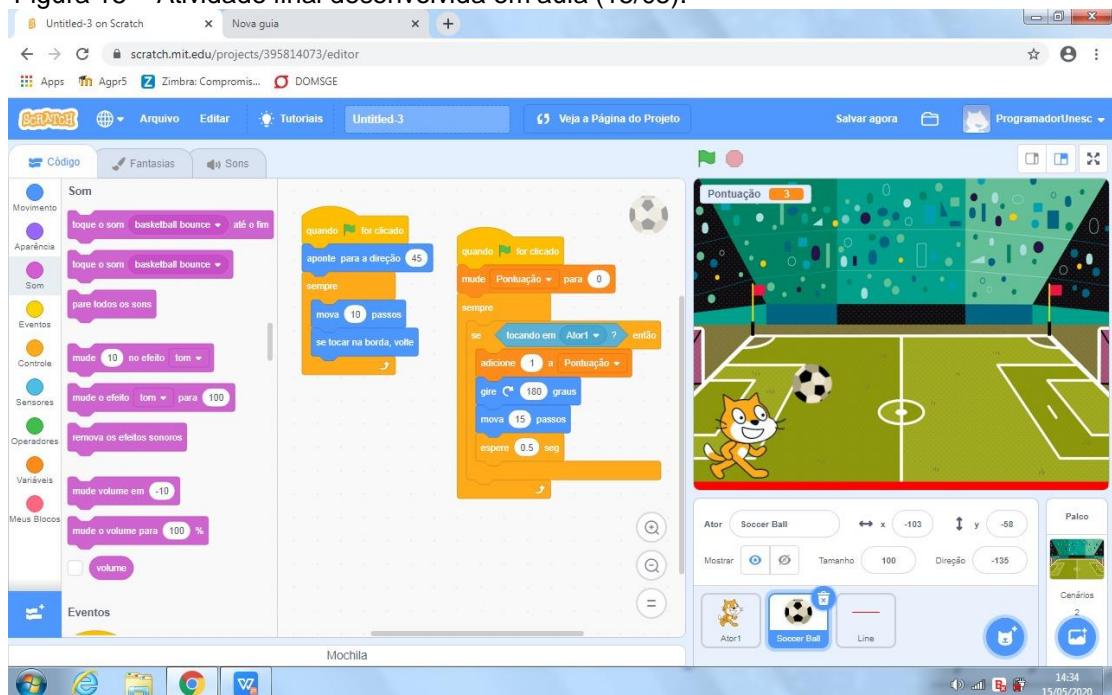 Figura 18 – Atividade final desenvolvida em aula (15/05).
Untitled-3 on Scratch
Nova guia
scratch.mit.edu/projects/395814073/editor
Apps
Agpr5
Zimbra: Compromis...
DOMSGE
SCRATCH
Arquivo
Editar
Tutoriais
Untitled-3
Veja a Página do Projeto
Salvar agora
ProgramadorUnesc
Código
Fantasias
Sons
Movimento
Aparência
Som
Eventos
Controle
Sensores
Operadores
Variáveis
Meus Blocos
Som
toque o som basketball bounce até o fim
toque o som basketball bounce
pare todos os sons
mude 10 no efeito tom
mude o efeito tom para 100
remova os efeitos sonoros
mude volume em -10
mude o volume para 100 %
volume
Eventos
quando for clicado
aponte para a direção 45
sempre
mova 10 passos
se tocar na borda, volte
quando for clicado
mude Pontuação para 0
sempre
se tocando em Ator1 ? então
adicione 1 a Pontuação
gire 180 graus
mova 15 passos
espere 0.5 seg
Mochila
Pontuação 3
Ator Soccer Ball x -103 y -58
Mostrar Tamanho 100 Direção -135
Ator1
Soccer Ball
Line
Palco
Cenários
2
14:34
15/05/2020